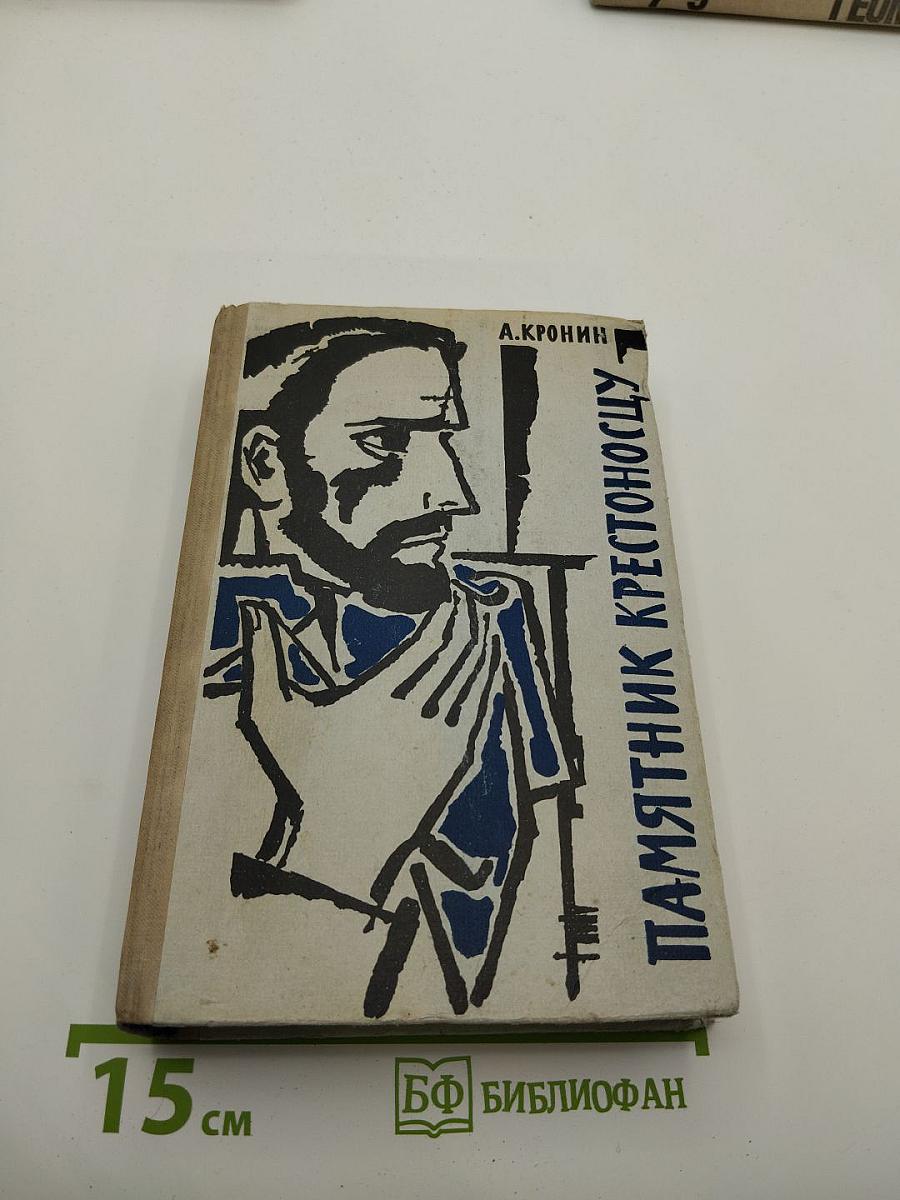 А.КРОНИН
ПАМЯТНИК КРЕСТОНОСЦУ
15 см
БФ БИБЛИОФАН